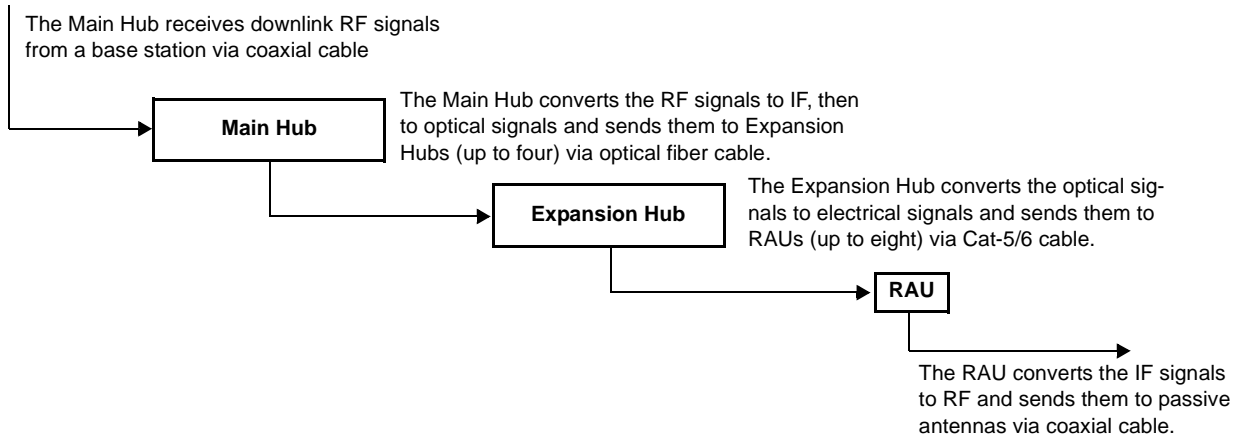 The Main Hub receives downlink RF signals
from a base station via coaxial cable
Main Hub
The Main Hub converts the RF signals to IF, then
to optical signals and sends them to Expansion
Hubs (up to four) via optical fiber cable.
Expansion Hub
The Expansion Hub converts the optical sig-
nals to electrical signals and sends them to
RAUs (up to eight) via Cat-5/6 cable.
RAU
The RAU converts the IF signals
to RF and sends them to passive
antennas via coaxial cable.